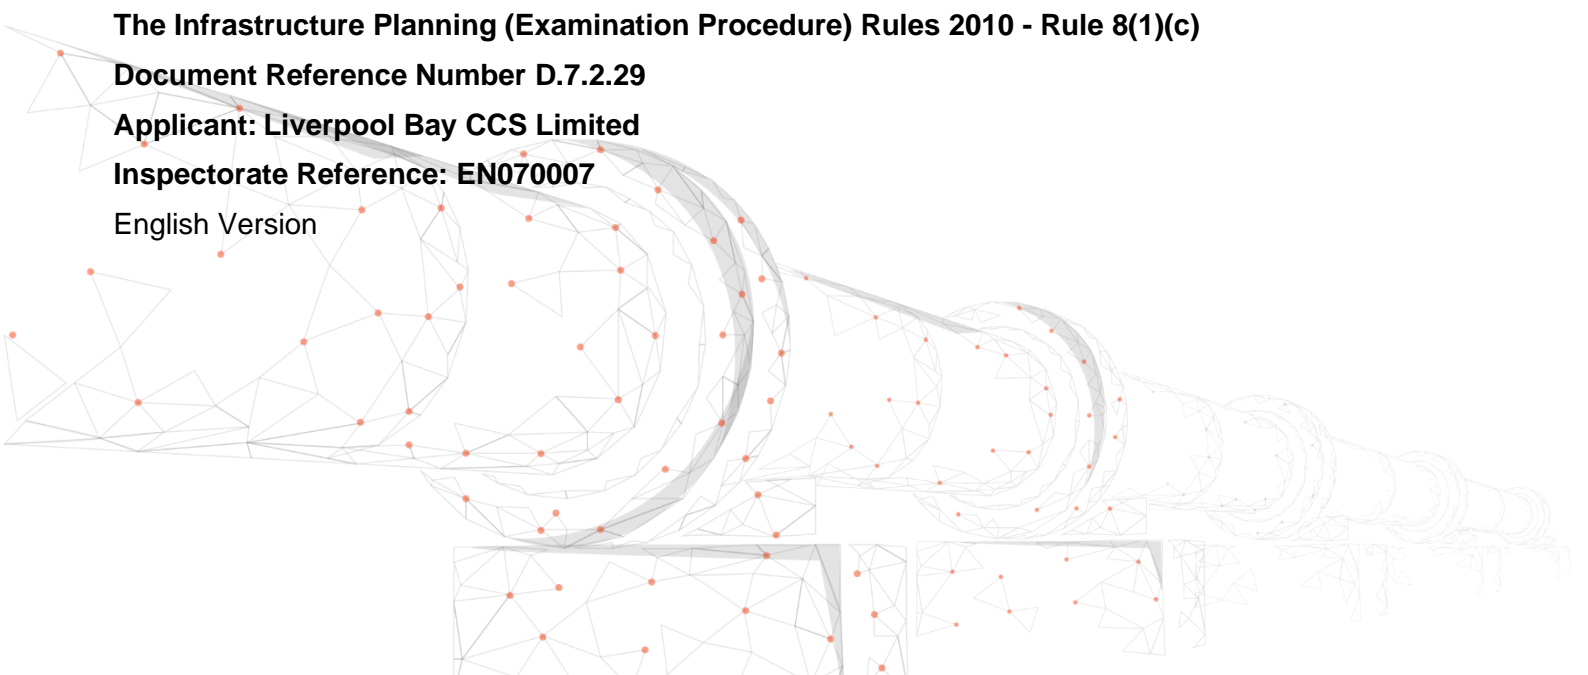 The Infrastructure Planning (Examination Procedure) Rules 2010 - Rule 8(1)(c)
Document Reference Number D.7.2.29
Applicant: Liverpool Bay CCS Limited
Inspectorate Reference: EN070007
English Version